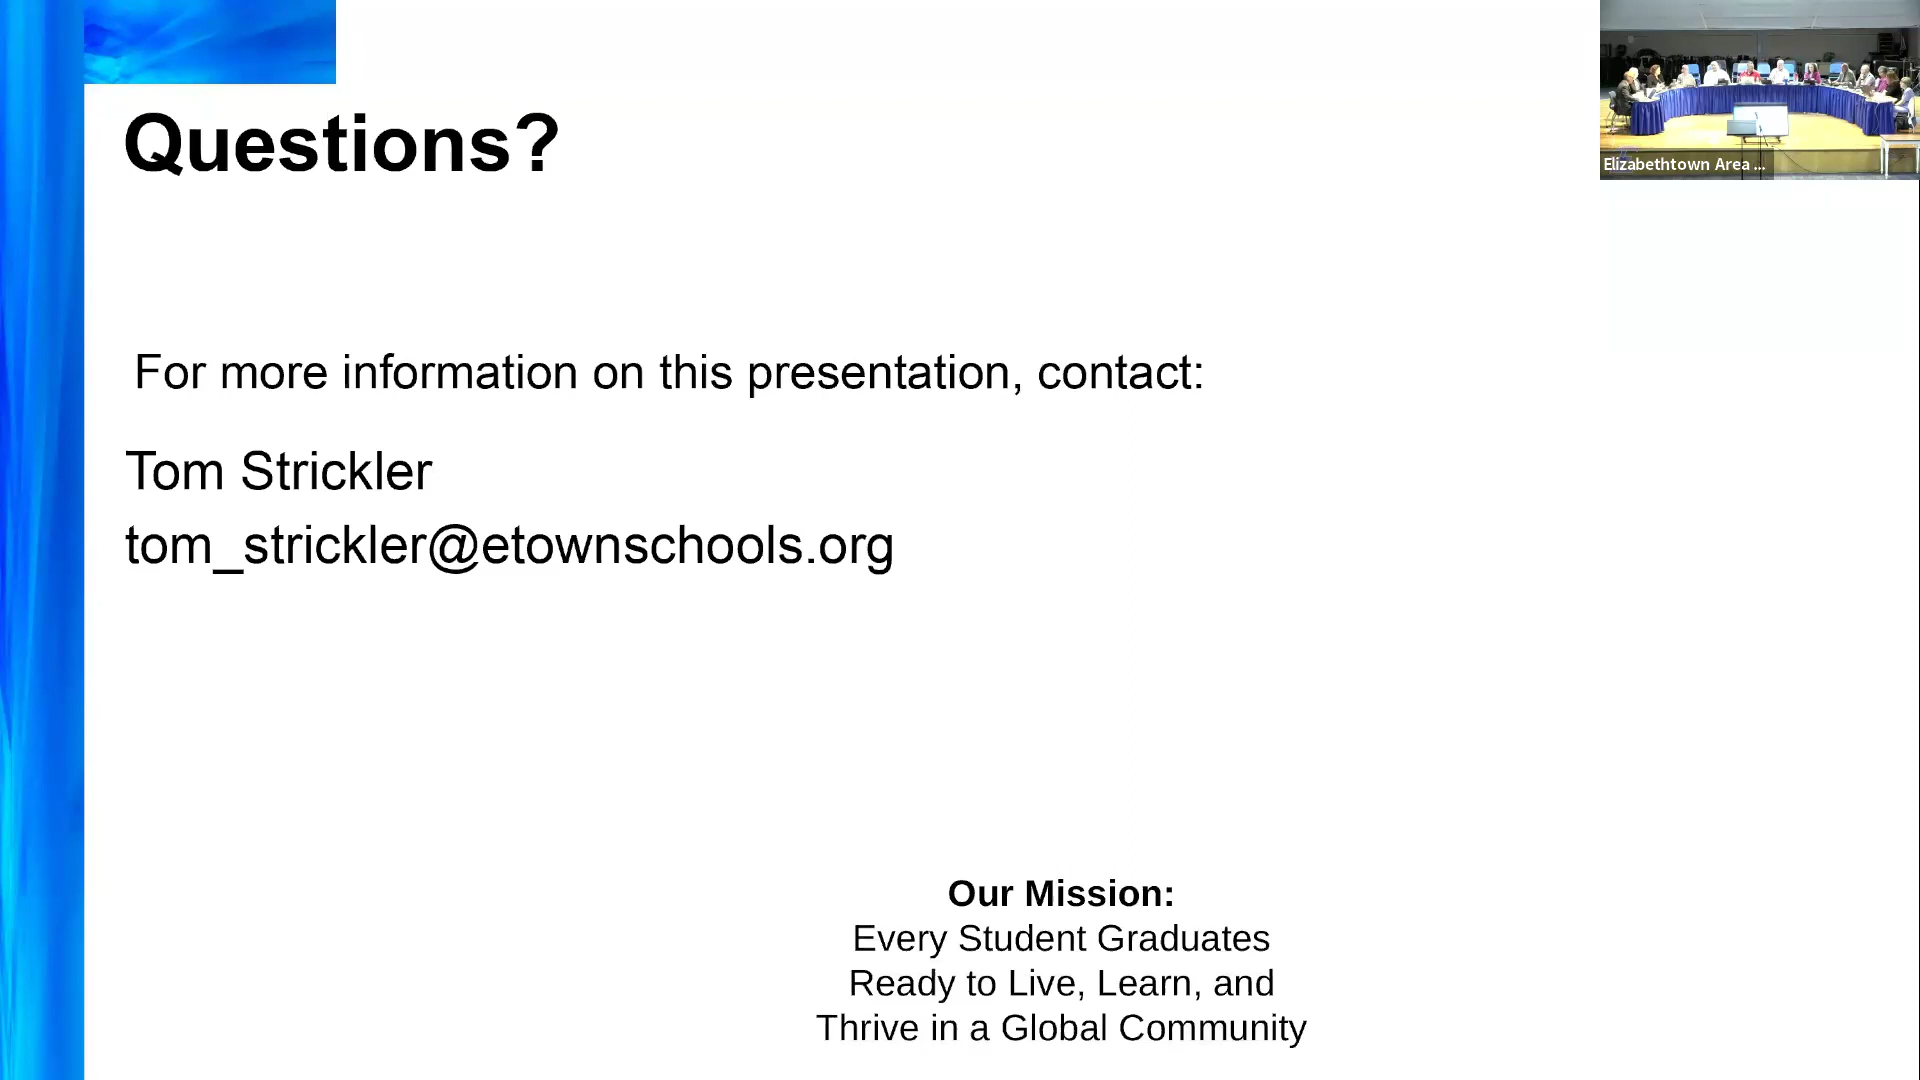 Questions?
Elizabethtown Area ...
For more information on this presentation, contact:
Tom Strickler
tom_strickler@etownschools.org
Our Mission:
Every Student Graduates
Ready to Live, Learn, and
Thrive in a Global Community